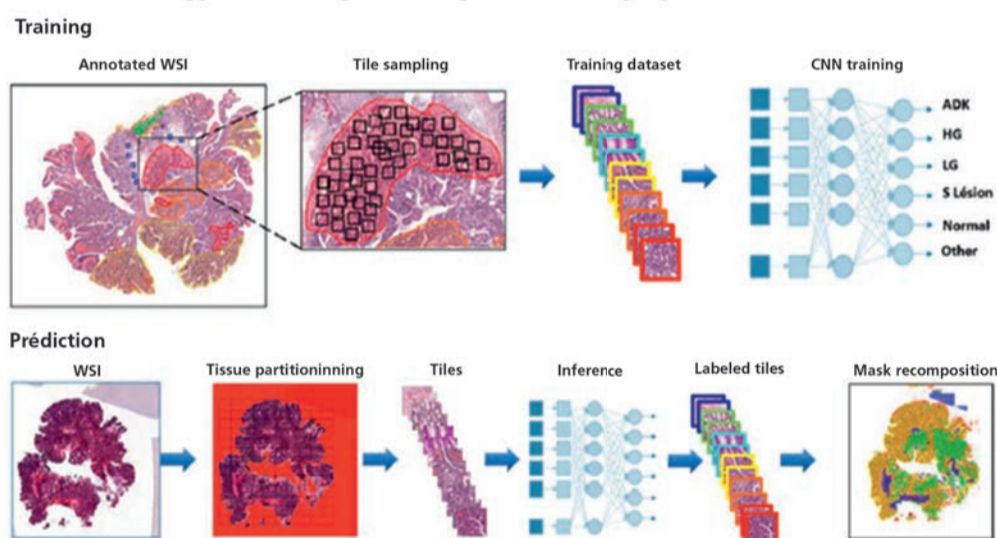 Training
Annotated WSI
Tile sampling
Training dataset
CNN training
ADK
HG
LG
S Lésion
Normal
Other
Prédiction
WSI
Tissue partitioninning
Tiles
Inference
Labeled tiles
Mask recomposition